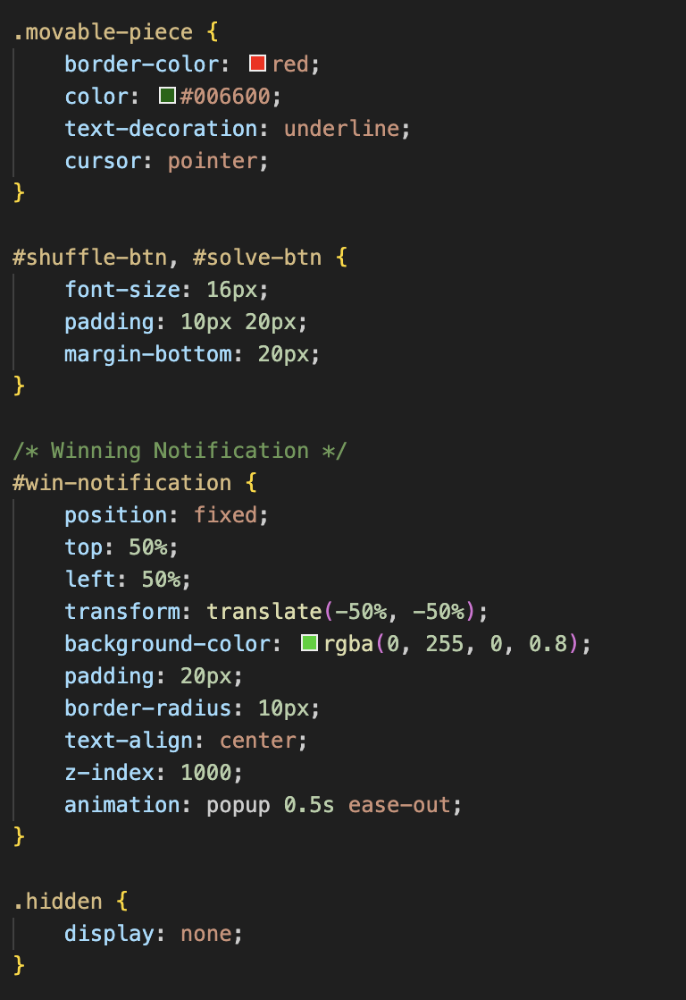 .movable-piece {
    border-color: red;
    color: #006600;
    text-decoration: underline;
    cursor: pointer;
}

#shuffle-btn, #solve-btn {
    font-size: 16px;
    padding: 10px 20px;
    margin-bottom: 20px;
}

/* Winning Notification */
#win-notification {
    position: fixed;
    top: 50%;
    left: 50%;
    transform: translate(-50%, -50%);
    background-color: rgba(0, 255, 0, 0.8);
    padding: 20px;
    border-radius: 10px;
    text-align: center;
    z-index: 1000;
    animation: popup 0.5s ease-out;
}

.hidden {
    display: none;
}